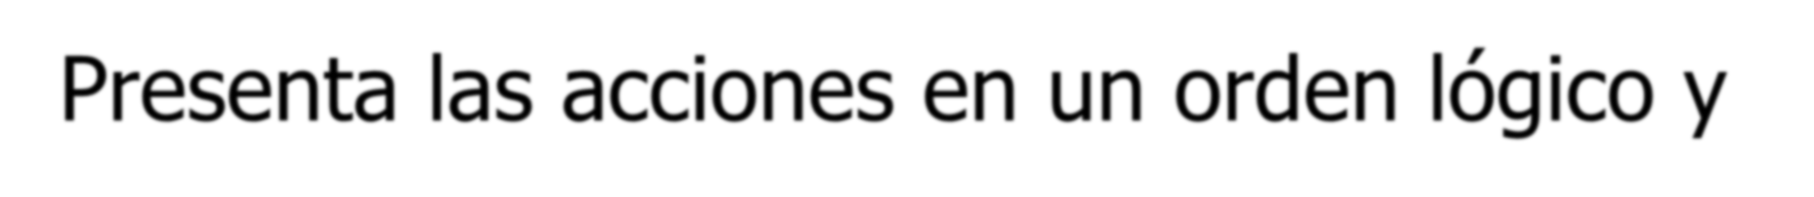 Presenta las acciones en un orden lógico y